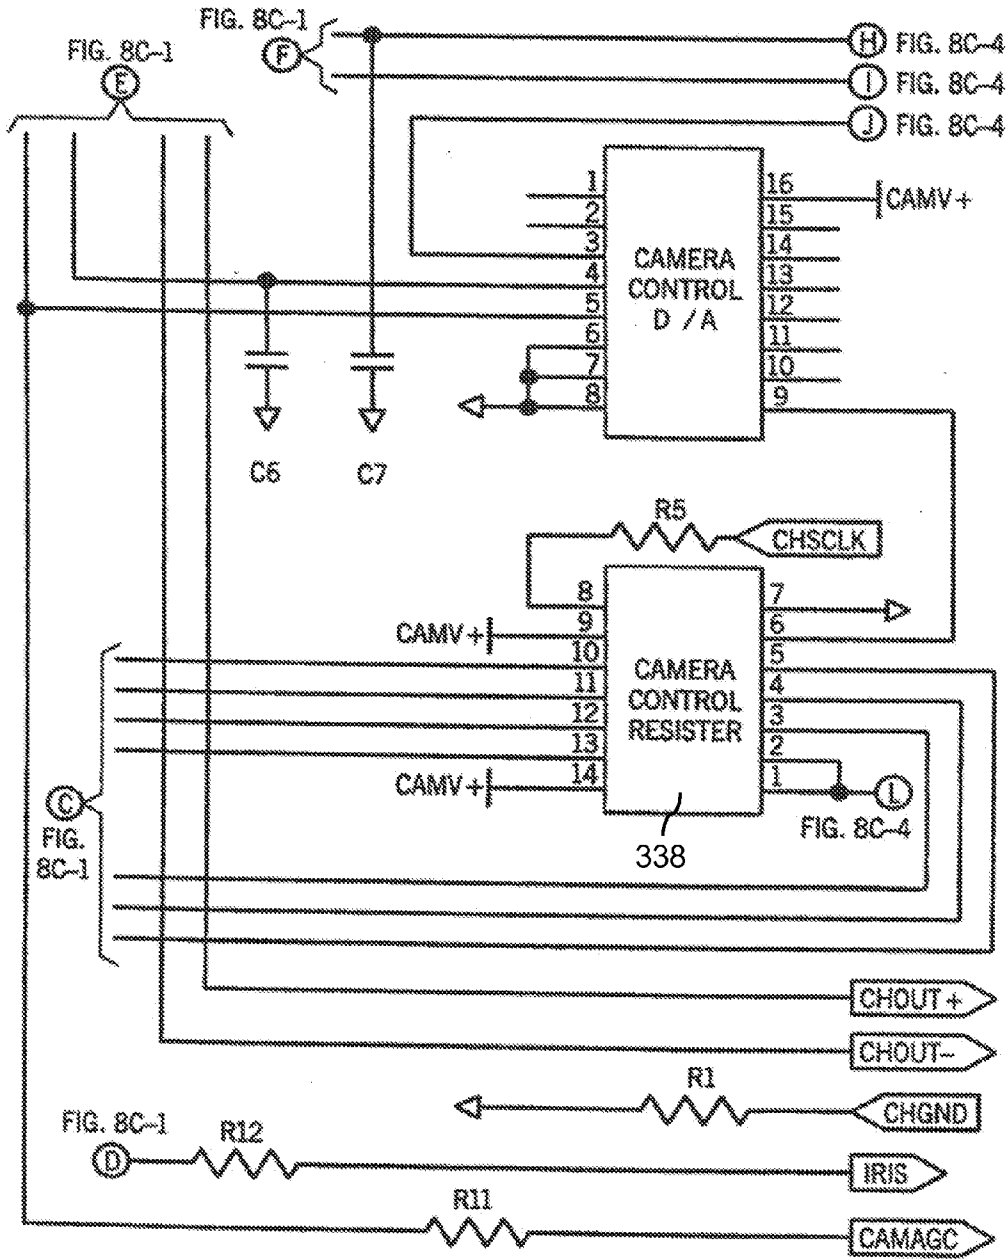 FIG. 8C-1
F
H FIG. 8C-4
FIG. 8C-1
E
I FIG. 8C-4
J FIG. 8C-4
1
2
3
4
5
6
7
8
CAMERA
CONTROL
D /A
16
15
14
13
12
11
10
9
CAMV+
C6
C7
R5
CHSCLK
8
9
10
11
12
13
14
CAMV+
CAMV+
CAMERA
CONTROL
RESISTER
7
6
5
4
3
2
1
L
FIG. 8C-4
338
C
FIG.
8C-1
CHOUT+
CHOUT-
R1
CHGND
FIG. 8C-1
D
R12
IRIS
R11
CAMAGC